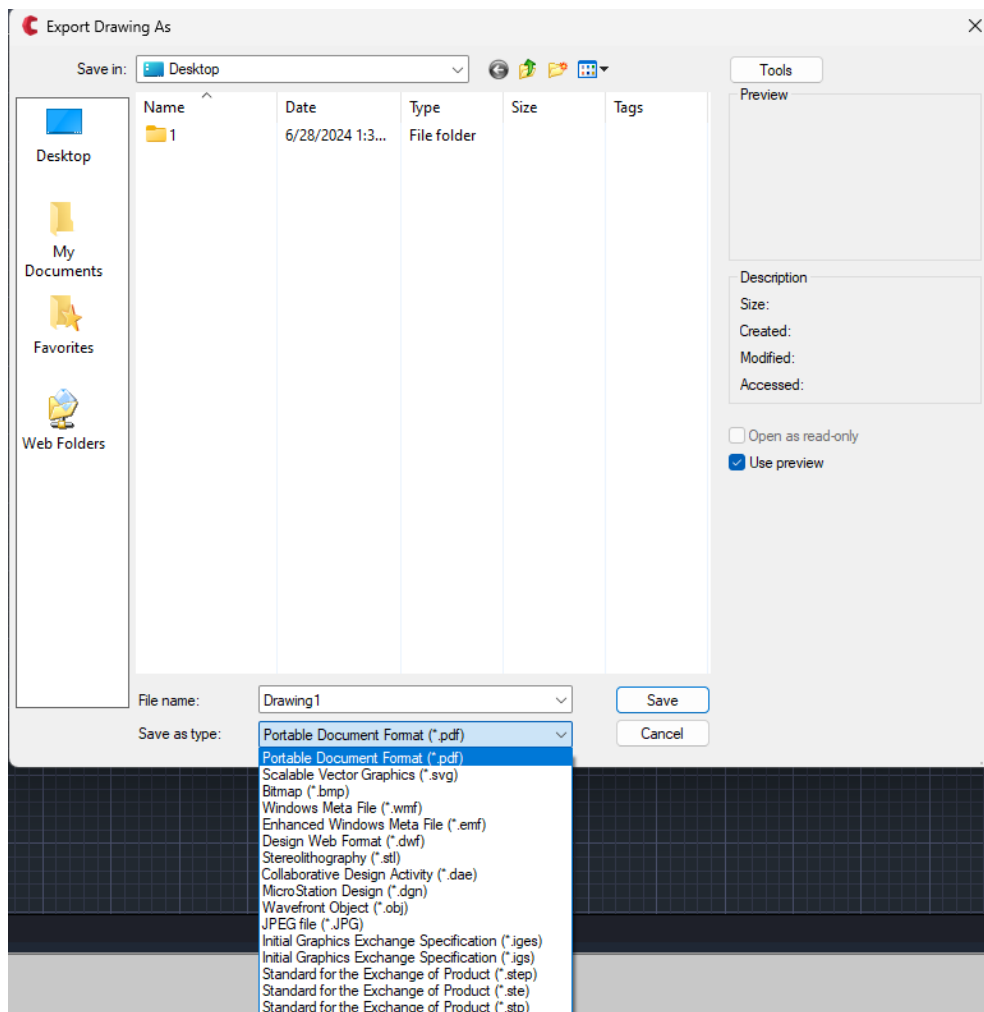 Export Drawing As
Save in: Desktop
Tools
Name Date Type Size Tags
1 6/28/2024 1:3... File folder
Desktop
My
Documents
Favorites
Web Folders
Preview
Description
Size:
Created:
Modified:
Accessed:
Open as read-only
Use preview
File name: Drawing1 Save
Save as type: Portable Document Format (*.pdf) Cancel
Portable Document Format (*.pdf)
Scalable Vector Graphics (*.svg)
Bitmap (*.bmp)
Windows Meta File (*.wmf)
Enhanced Windows Meta File (*.emf)
Design Web Format (*.dwf)
Stereolithography (*.stl)
Collaborative Design Activity (*.dae)
MicroStation Design (*.dgn)
Wavefront Object (*.obj)
JPEG file (*.JPG)
Initial Graphics Exchange Specification (*.iges)
Initial Graphics Exchange Specification (*.igs)
Standard for the Exchange of Product (*.step)
Standard for the Exchange of Product (*.ste)
Standard for the Exchange of Product (*.stp)